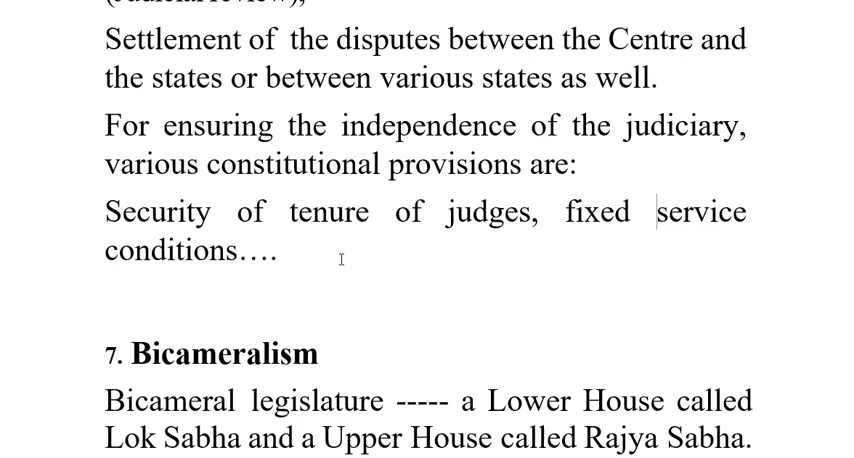 (Judicial review),
Settlement of the disputes between the Centre and
the states or between various states as well.
For ensuring the independence of the judiciary,
various constitutional provisions are:
Security of tenure of judges, fixed service
conditions….
7. Bicameralism
Bicameral legislature ----- a Lower House called
Lok Sabha and a Upper House called Rajya Sabha.